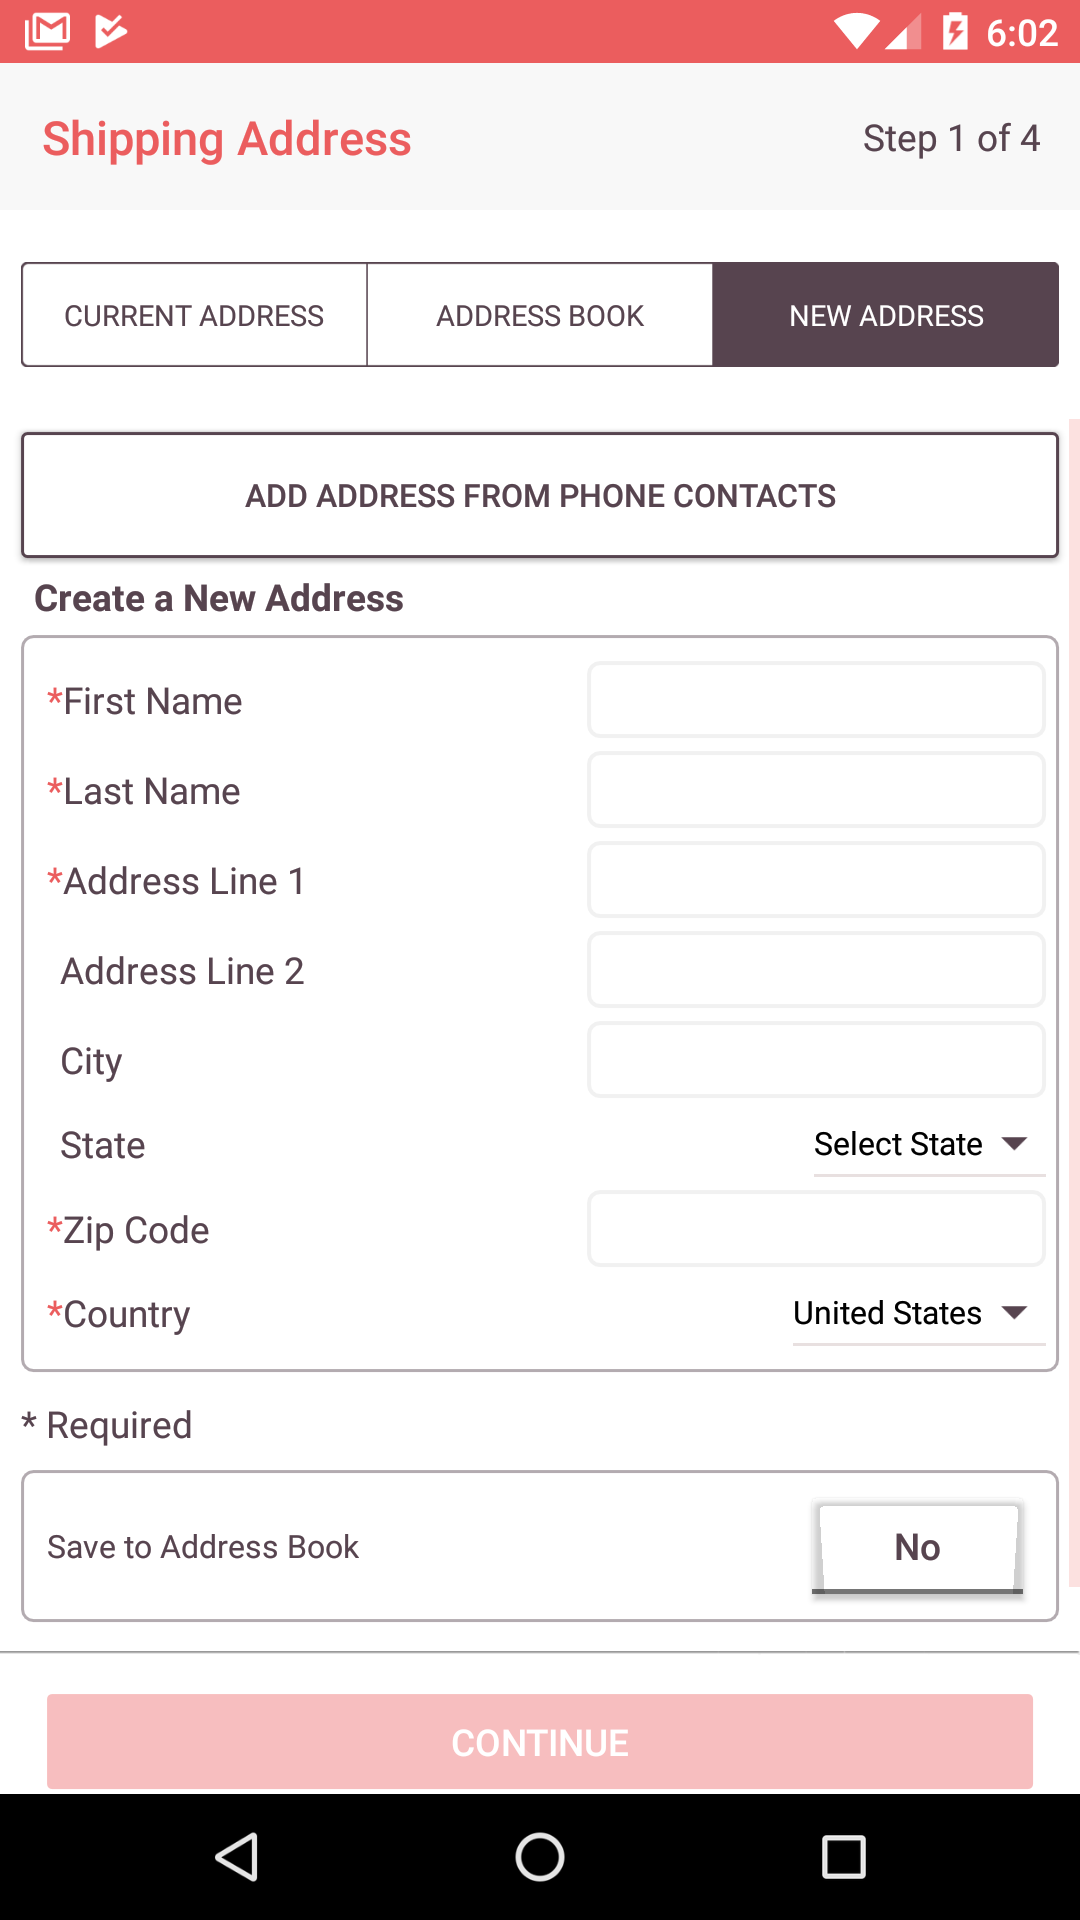 6:02
Shipping Address
Step 1 of 4
CURRENT ADDRESS
ADDRESS BOOK
NEW ADDRESS
ADD ADDRESS FROM PHONE CONTACTS
Create a New Address
*First Name
*Last Name
*Address Line 1
Address Line 2
City
State
Select State
*Zip Code
*Country
United States
* Required
Save to Address Book
No
CONTINUE